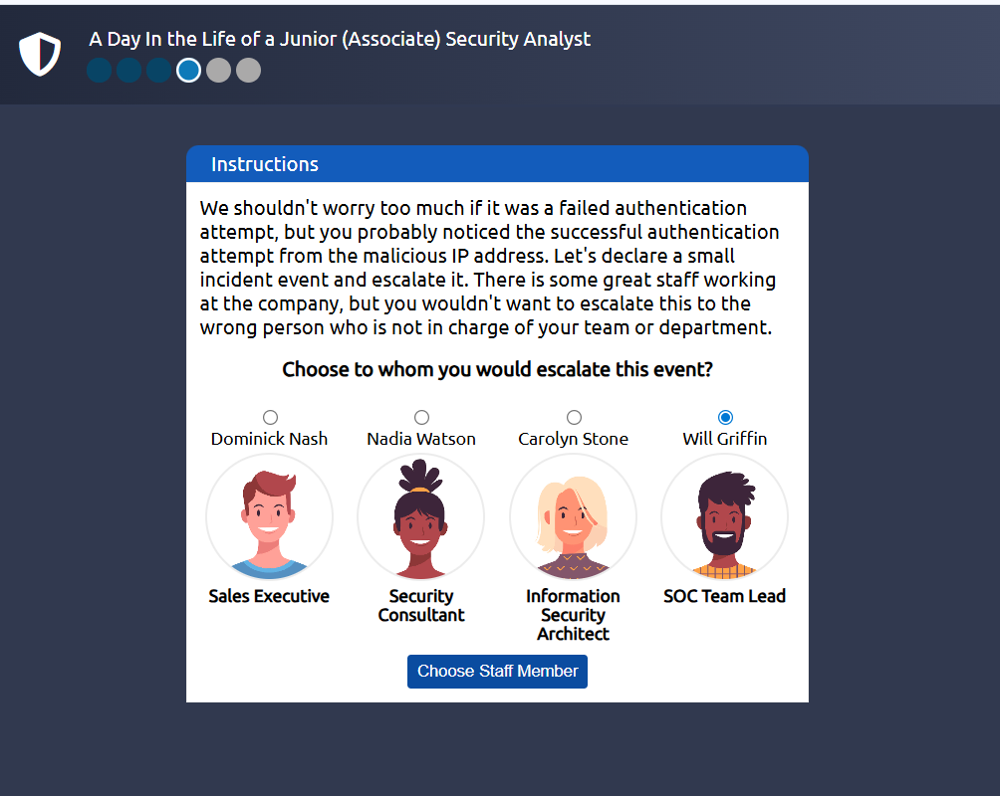 A Day In the Life of a Junior (Associate) Security Analyst
Instructions
We shouldn't worry too much if it was a failed authentication
attempt, but you probably noticed the successful authentication
attempt from the malicious IP address. Let's declare a small
incident event and escalate it. There is some great staff working
at the company, but you wouldn't want to escalate this to the
wrong person who is not in charge of your team or department.
Choose to whom you would escalate this event?
Dominick Nash
Nadia Watson
Carolyn Stone
Will Griffin
Sales Executive
Security
Consultant
Information
Security
Architect
SOC Team Lead
Choose Staff Member